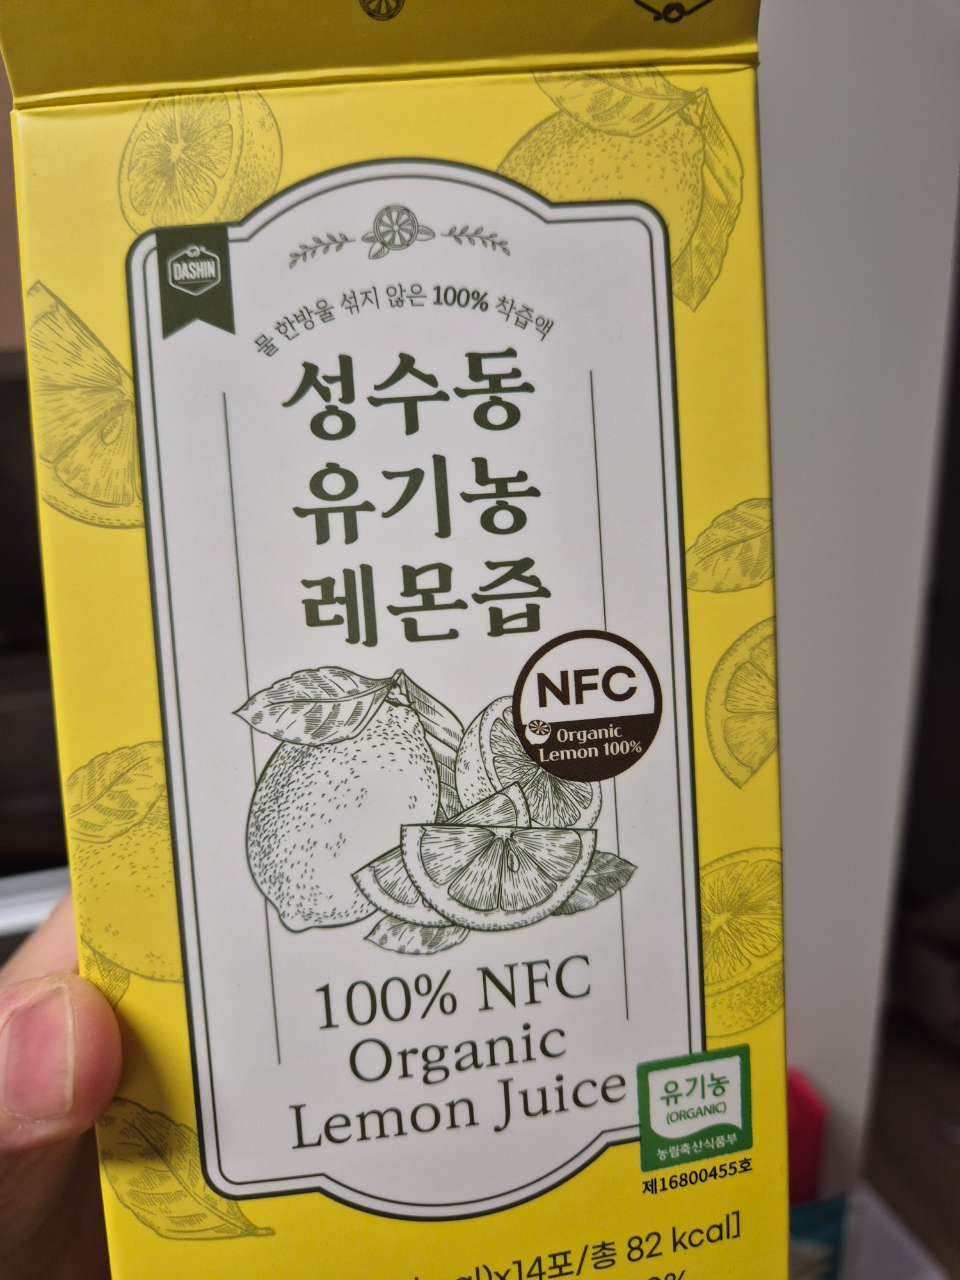 DASHIN
물 한방울 섞지 않은 100% 착즙액
성수동
유기농
레몬즙
NFC
Organic
Lemon 100%
100% NFC
Organic
Lemon Juice
유기농
(ORGANIC)
농림축산식품부
제16800455호
x14포/총 82 kcal]